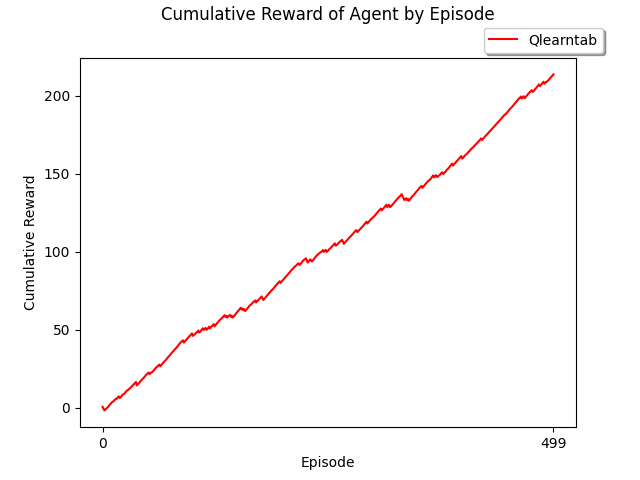 Cumulative Reward of Agent by Episode
Qlearntab
200
150
100
50
0
Cumulative Reward
0
499
Episode